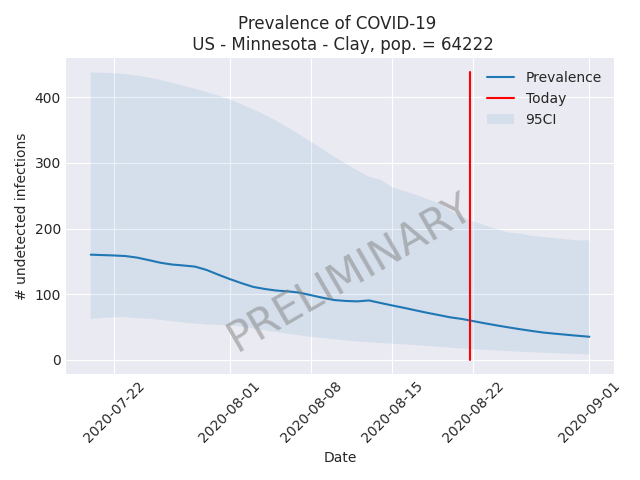 Prevalence of COVID-19
US - Minnesota - Clay, pop. = 64222
Prevalence
Today
95CI
400
300
200
100
0
# undetected infections
PRELIMINARY
2020-07-22
2020-08-01
2020-08-08
2020-08-15
2020-08-22
2020-09-01
Date